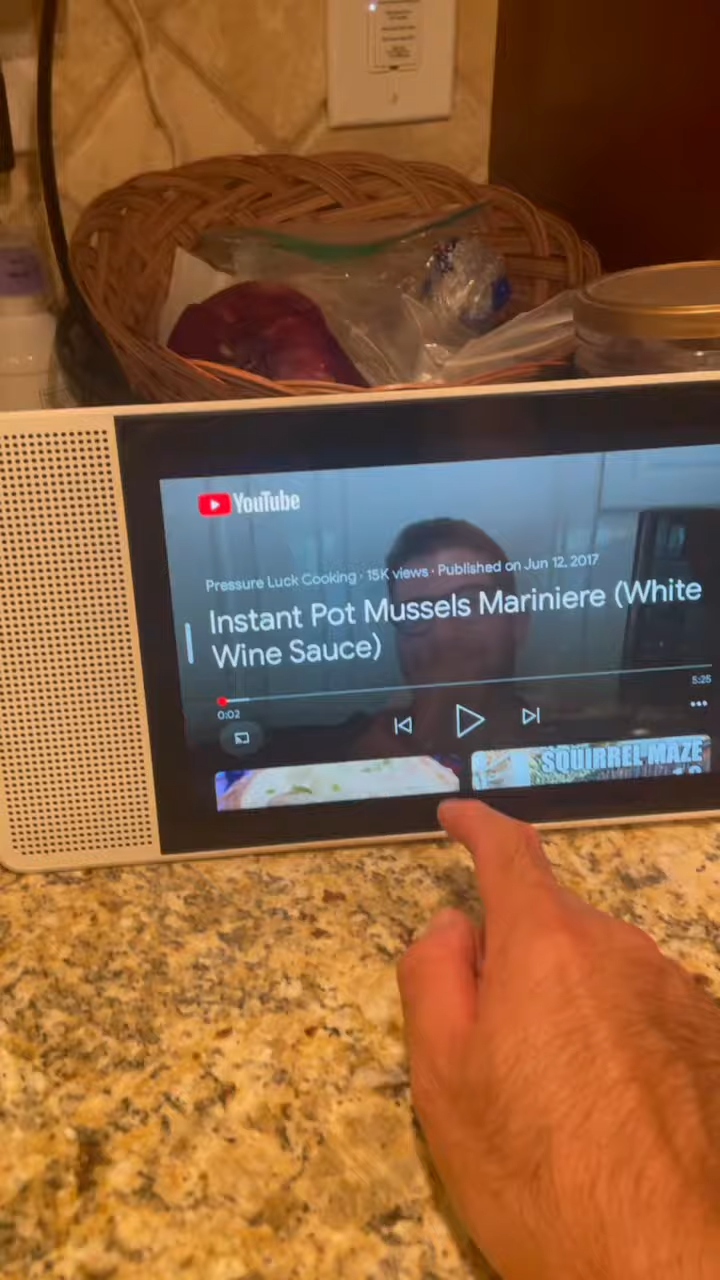 YouTube
Pressure Luck Cooking · 15K views · Published on Jun 12, 2017
Instant Pot Mussels Mariniere (White
Wine Sauce)
5:25
0:02
SQUIRREL MAZE